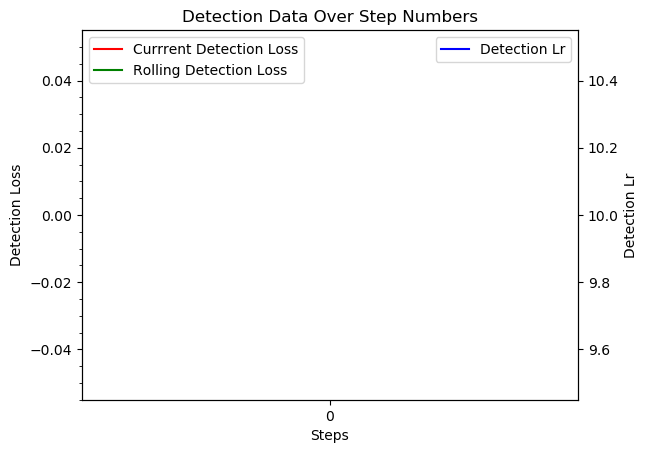 Detection Data Over Step Numbers
Currrent Detection Loss
Rolling Detection Loss
Detection Lr
0.04
0.02
0.00
−0.02
−0.04
Detection Loss
10.4
10.2
10.0
9.8
9.6
Detection Lr
0
Steps